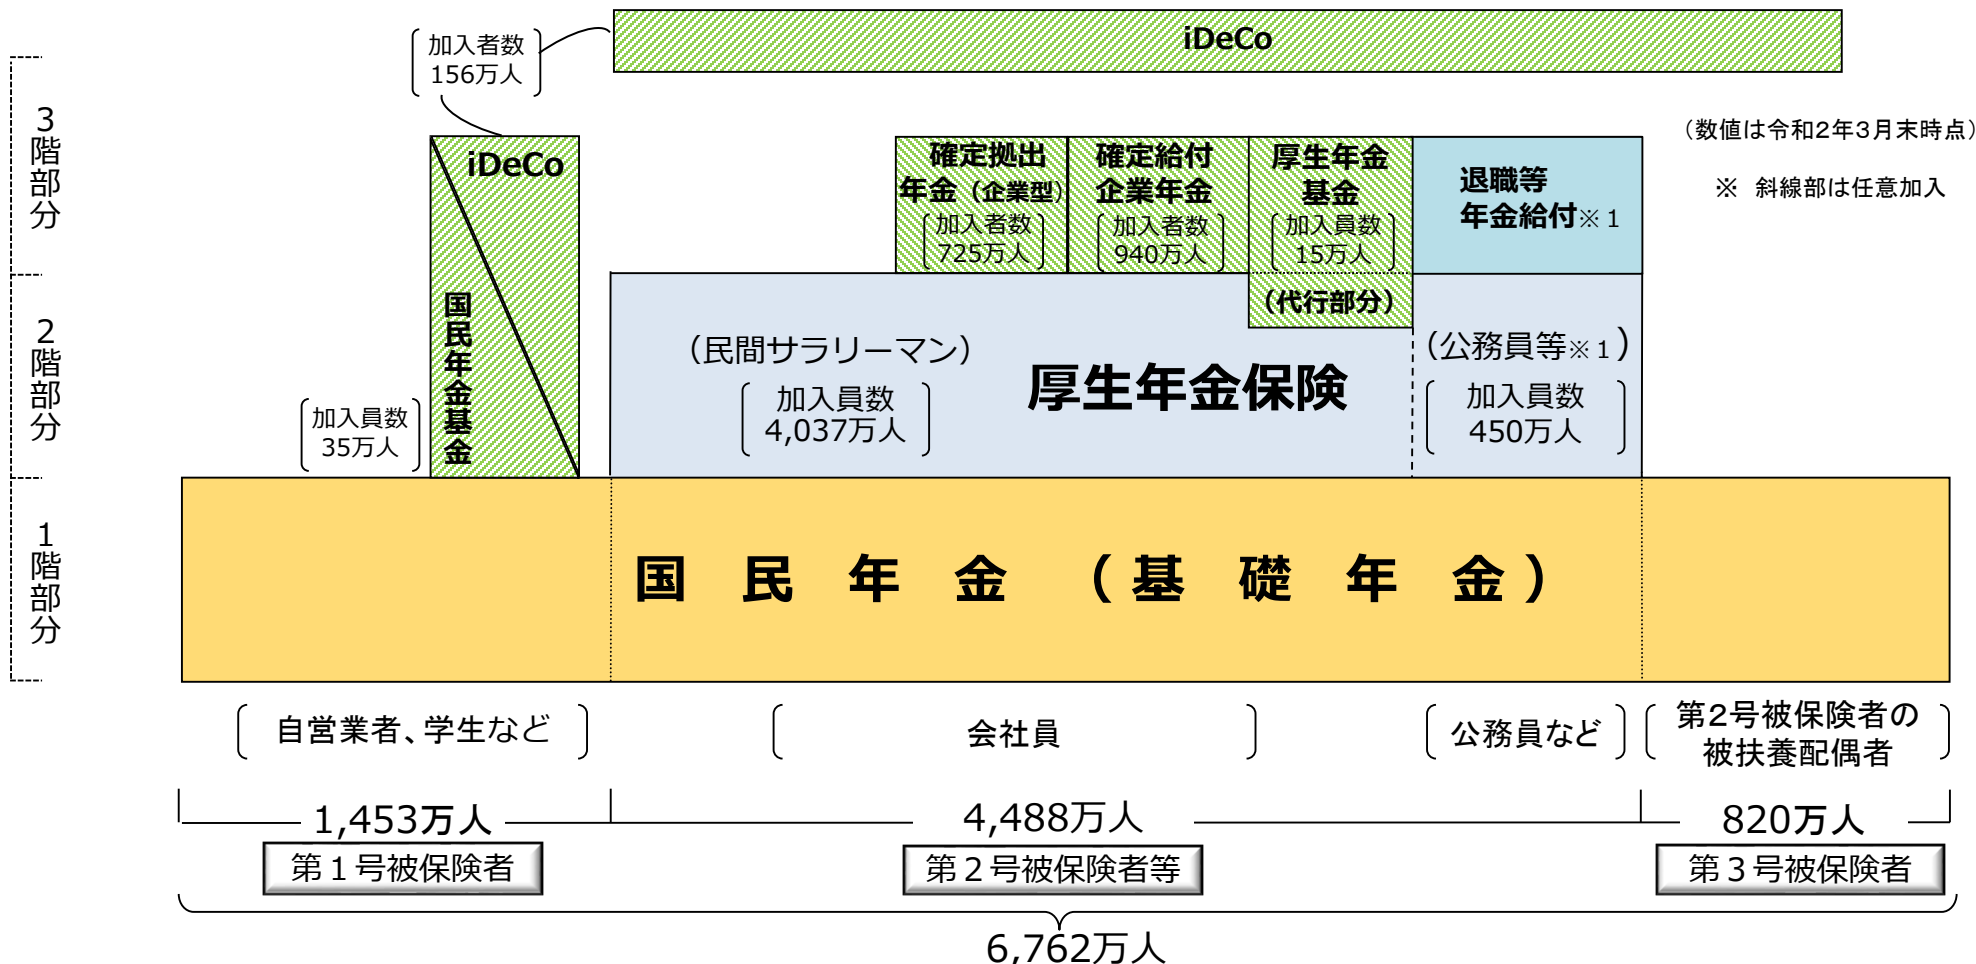 iDeCo
加入者数
156万人
(数値は令和2年3月末時点)
※ 斜線部は任意加入
3階部分
2階部分
1階部分
iDeCo
国民年金基金
加入員数
35万人
確定拠出
年金（企業型）
加入者数
725万人
確定給付
企業年金
加入者数
940万人
厚生年金
基金
加入員数
15万人
（代行部分）
退職等
年金給付※１
（民間サラリーマン）
加入員数
4,037万人
厚生年金保険
（公務員等※１）
加入員数
450万人
国 民 年 金 （ 基 礎 年 金 ）
自営業者、学生など
会社員
公務員など
第2号被保険者の
被扶養配偶者
1,453万人
4,488万人
820万人
第１号被保険者
第２号被保険者等
第３号被保険者
6,762万人